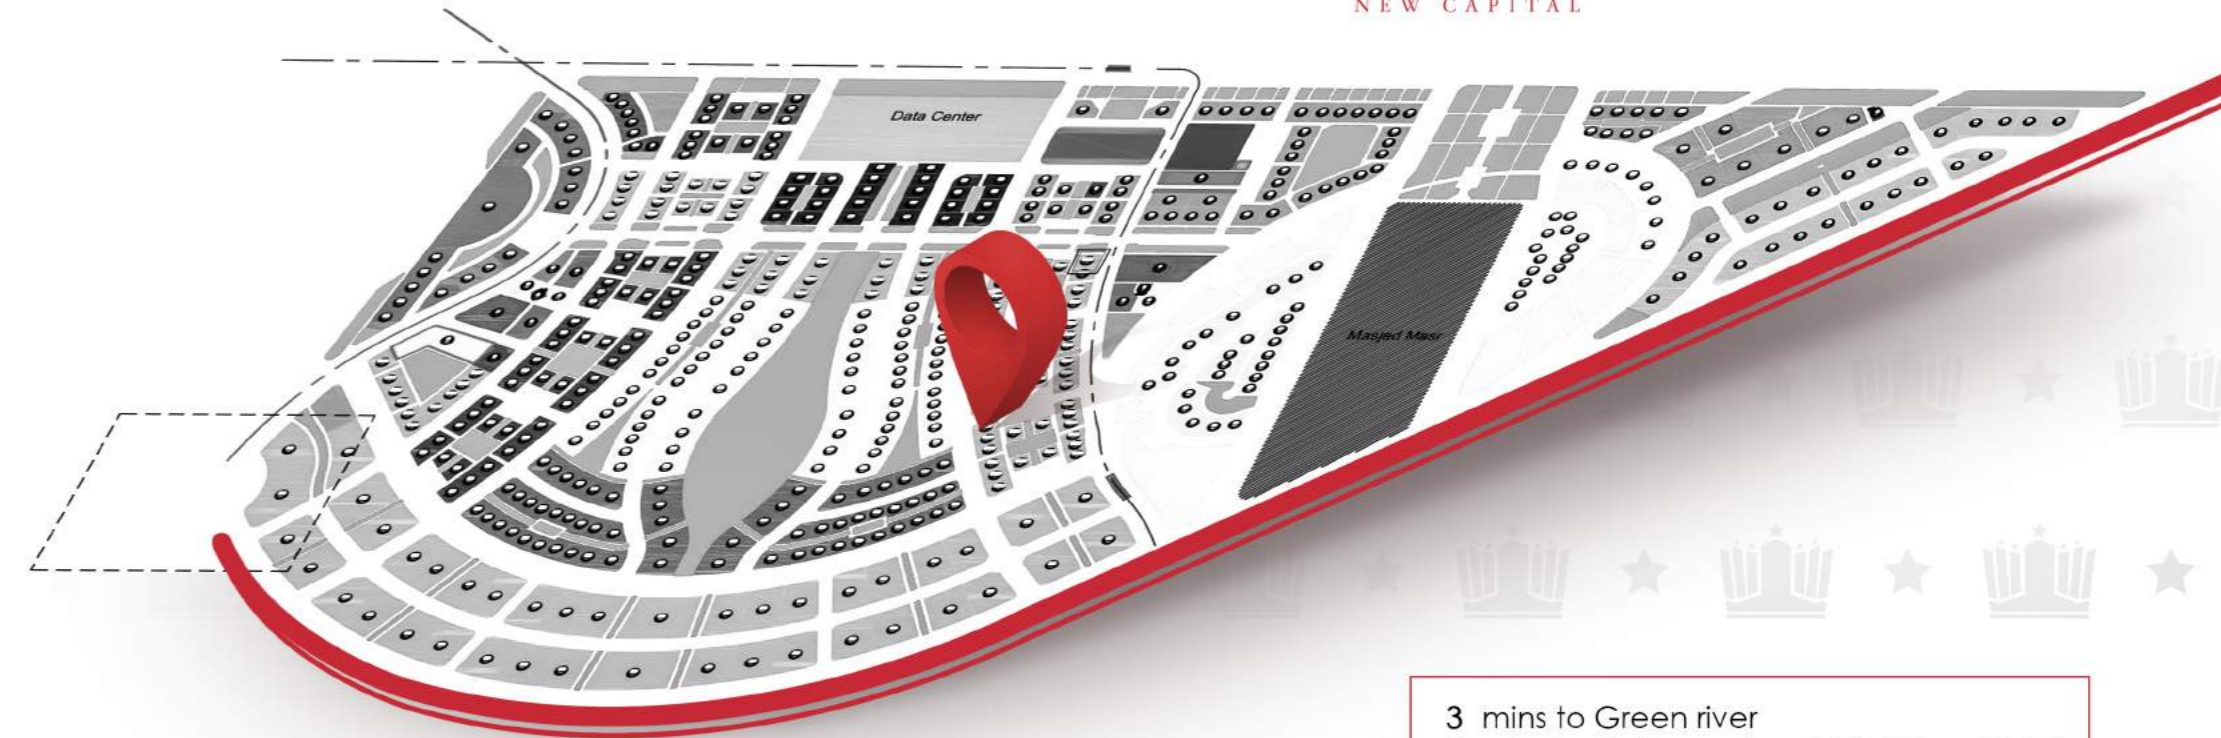 NEW CAPITAL
Data Center
Masjed Masr
3 mins to Green river